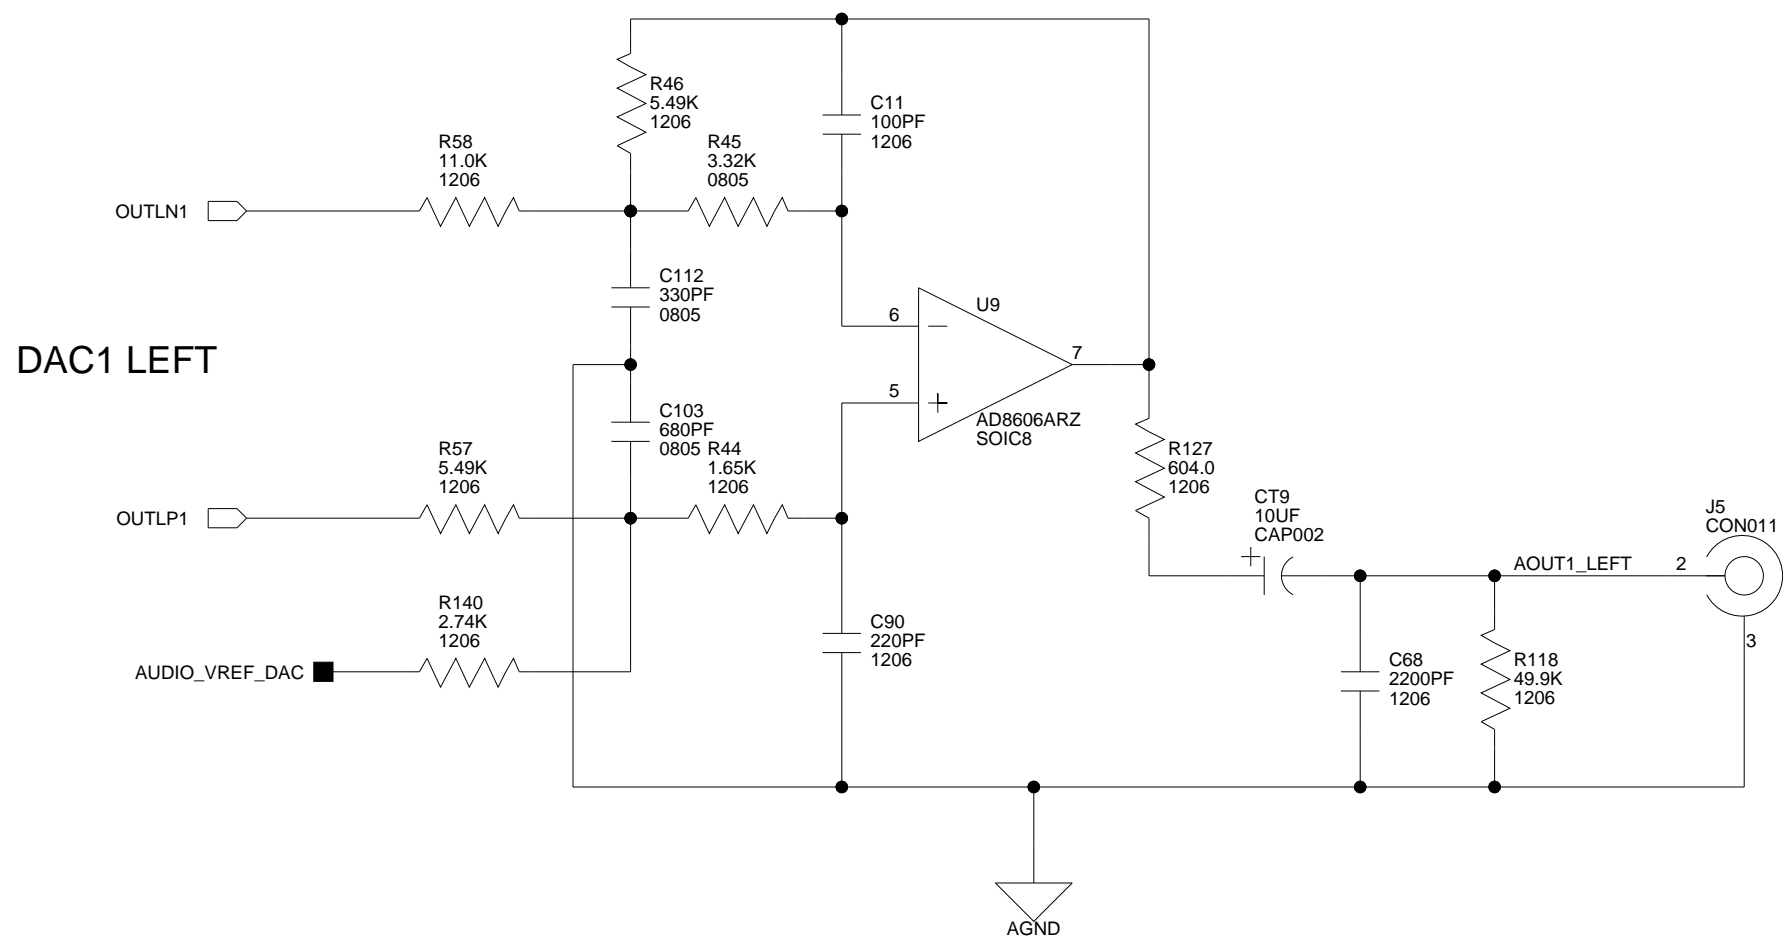 R46
5.49K
1206
C11
100PF
1206
R58
11.0K
1206
R45
3.32K
0805
OUTLN1
C112
330PF
0805
U9
6
7
5
AD8606ARZ
SOIC8
DAC1 LEFT
C103
680PF
0805
R57
5.49K
1206
R44
1.65K
1206
OUTLP1
R127
604.0
1206
CT9
10UF
CAP002
+
J5
CON011
AOUT1_LEFT
2
3
R140
2.74K
1206
AUDIO_VREF_DAC
C90
220PF
1206
C68
2200PF
1206
R118
49.9K
1206
AGND